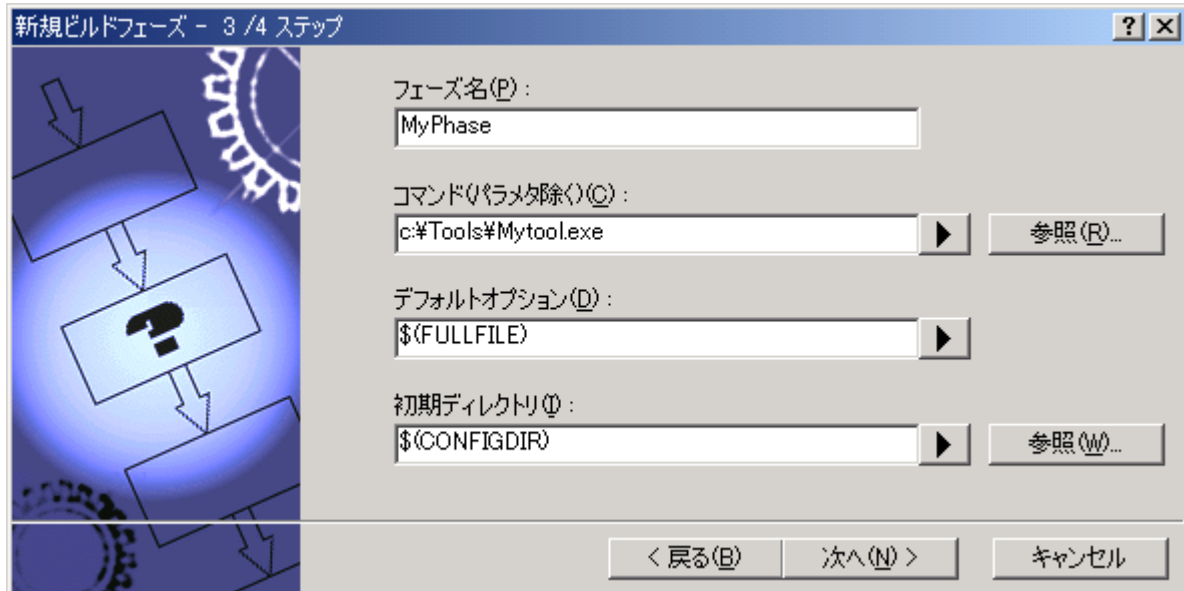 新規ビルドフェーズ - 3 /4 ステップ
フェーズ名(P) :
MyPhase
コマンド(パラメタ除く)(C) :
c:¥Tools¥Mytool.exe
参照(R)...
デフォルトオプション(D) :
$(FULLFILE)
初期ディレクトリ(I) :
$(CONFIGDIR)
参照(W)...
< 戻る(B)
次へ(N) >
キャンセル